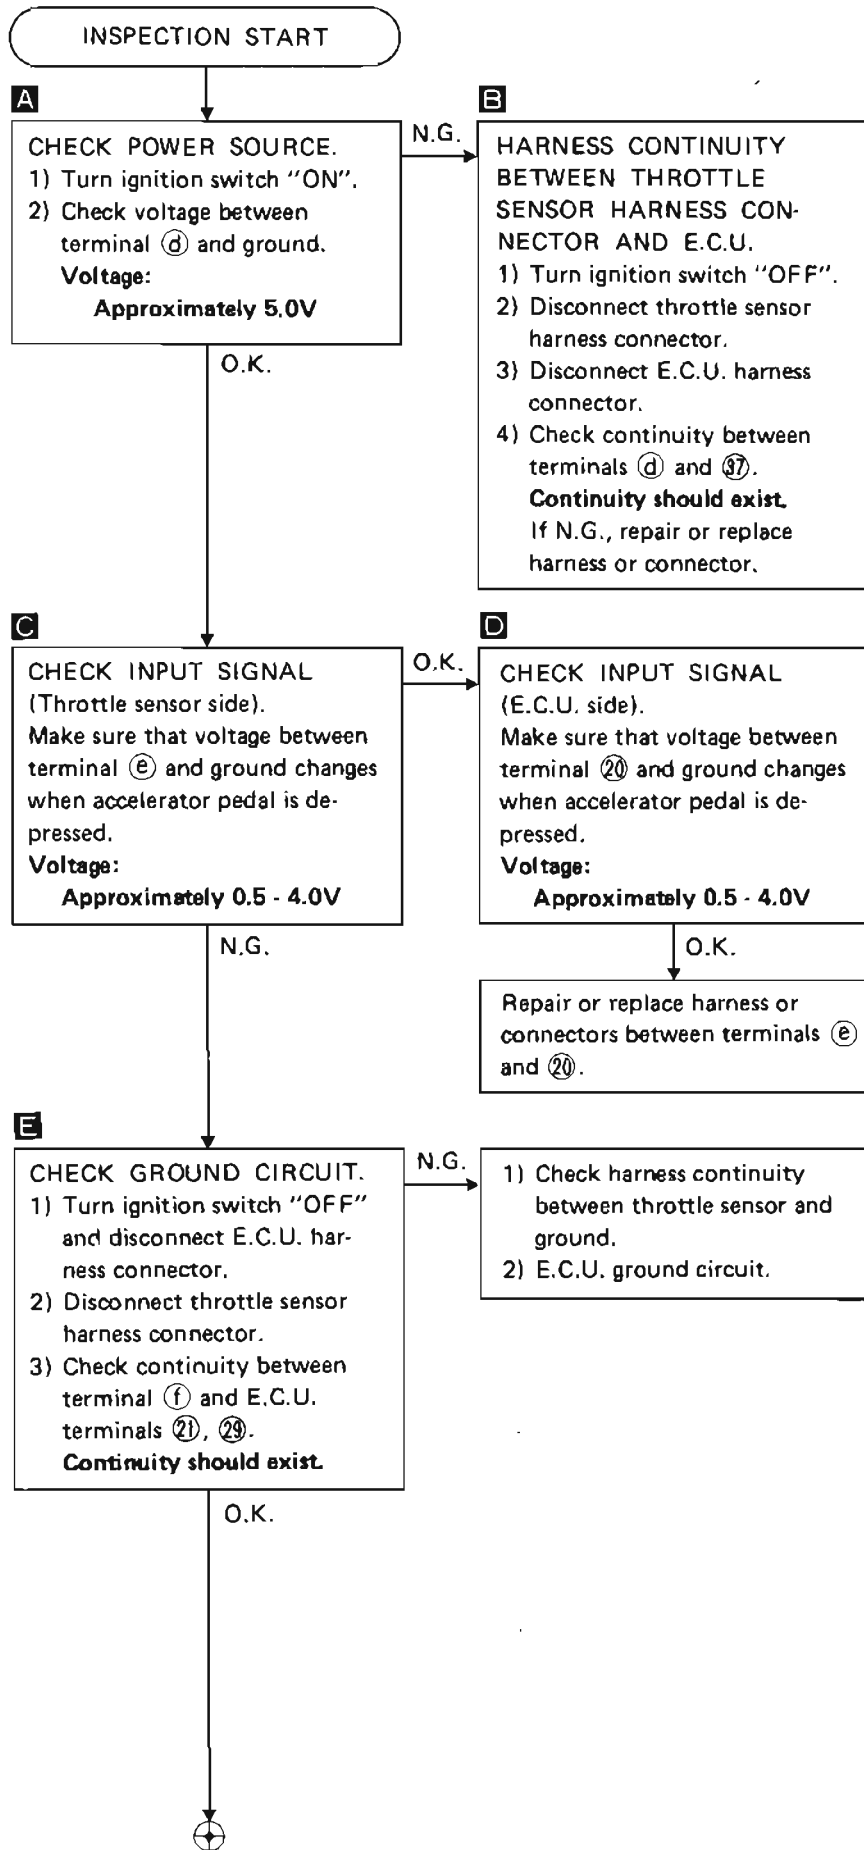 INSPECTION START
A
CHECK POWER SOURCE.
1) Turn ignition switch "ON".
2) Check voltage between
terminal ⓓ and ground.
Voltage:
Approximately 5.0V
N.G.
O.K.
B
HARNESS CONTINUITY
BETWEEN THROTTLE
SENSOR HARNESS CON-
NECTOR AND E.C.U.
1) Turn ignition switch "OFF".
2) Disconnect throttle sensor
harness connector.
3) Disconnect E.C.U. harness
connector.
4) Check continuity between
terminals ⓓ and ㊲.
Continuity should exist.
If N.G., repair or replace
harness or connector.
C
CHECK INPUT SIGNAL
(Throttle sensor side).
Make sure that voltage between
terminal ⓔ and ground changes
when accelerator pedal is de-
pressed.
Voltage:
Approximately 0.5 - 4.0V
O.K.
N.G.
D
CHECK INPUT SIGNAL
(E.C.U. side).
Make sure that voltage between
terminal ⑳ and ground changes
when accelerator pedal is de-
pressed.
Voltage:
Approximately 0.5 - 4.0V
O.K.
Repair or replace harness or
connectors between terminals ⓔ
and ⑳.
E
CHECK GROUND CIRCUIT.
1) Turn ignition switch "OFF"
and disconnect E.C.U. har-
ness connector.
2) Disconnect throttle sensor
harness connector.
3) Check continuity between
terminal ⓕ and E.C.U.
terminals ㉑, ㉙.
Continuity should exist.
N.G.
O.K.
1) Check harness continuity
between throttle sensor and
ground.
2) E.C.U. ground circuit.